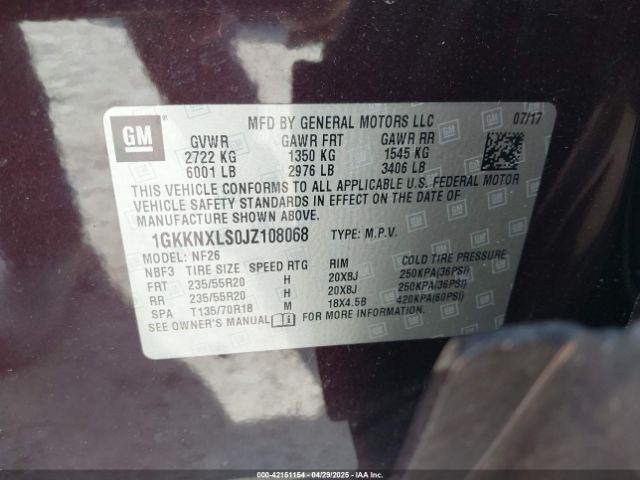 GM
MFD BY GENERAL MOTORS LLC 07/17
GVWR GAWR FRT GAWR RR
2722 KG 1350 KG 1545 KG
6001 LB 2976 LB 3406 LB
THIS VEHICLE CONFORMS TO ALL APPLICABLE U.S. FEDERAL MOTOR
VEHICLE SAFETY STANDARDS IN EFFECT ON THE DATE OF
MANUFACTURE SHOWN ABOVE.
1GKKNXLS0JZ108068 TYPE: M.P.V.
MODEL: NF26
NBF3 TIRE SIZE SPEED RTG RIM COLD TIRE PRESSURE
FRT 235/55R20 H 20X8J 250KPA(36PSI)
RR 235/55R20 H 20X8J 250KPA(36PSI)
SPA T135/70R18 M 18X4.5B 420KPA(60PSI)
SEE OWNER'S MANUAL FOR MORE INFORMATION.
000-42151154 - 04/29/2025 - IAAI.COM